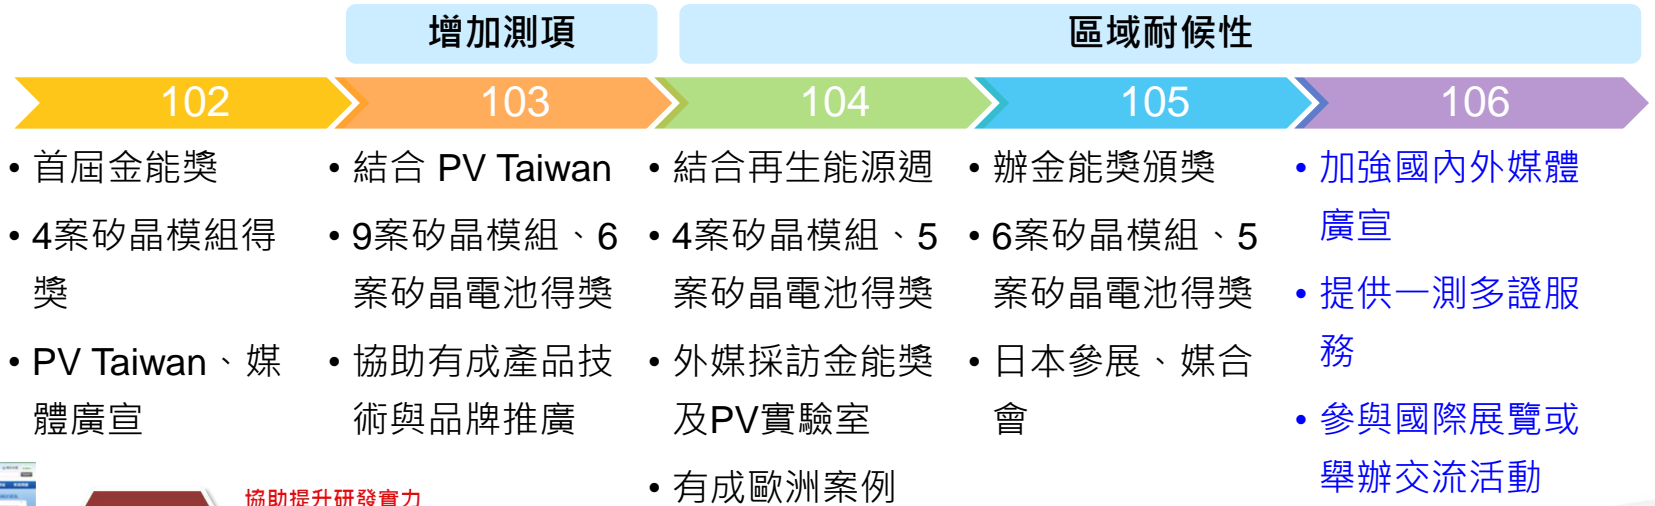 增加測項
區域耐候性
102
103
104
105
106
• 首屆金能獎
• 4案矽晶模組得
獎
• PV Taiwan、媒
體廣宣
• 結合 PV Taiwan
• 9案矽晶模組、6
案矽晶電池得獎
• 協助有成產品技
術與品牌推廣
• 結合再生能源週
• 4案矽晶模組、5
案矽晶電池得獎
• 外媒採訪金能獎
及PV實驗室
• 有成歐洲案例
• 辦金能獎頒獎
• 6案矽晶模組、5
案矽晶電池得獎
• 日本參展、媒合
會
• 加強國內外媒體
廣宣
• 提供一測多證服
務
• 參與國際展覽或
舉辦交流活動
協助提升研發實力